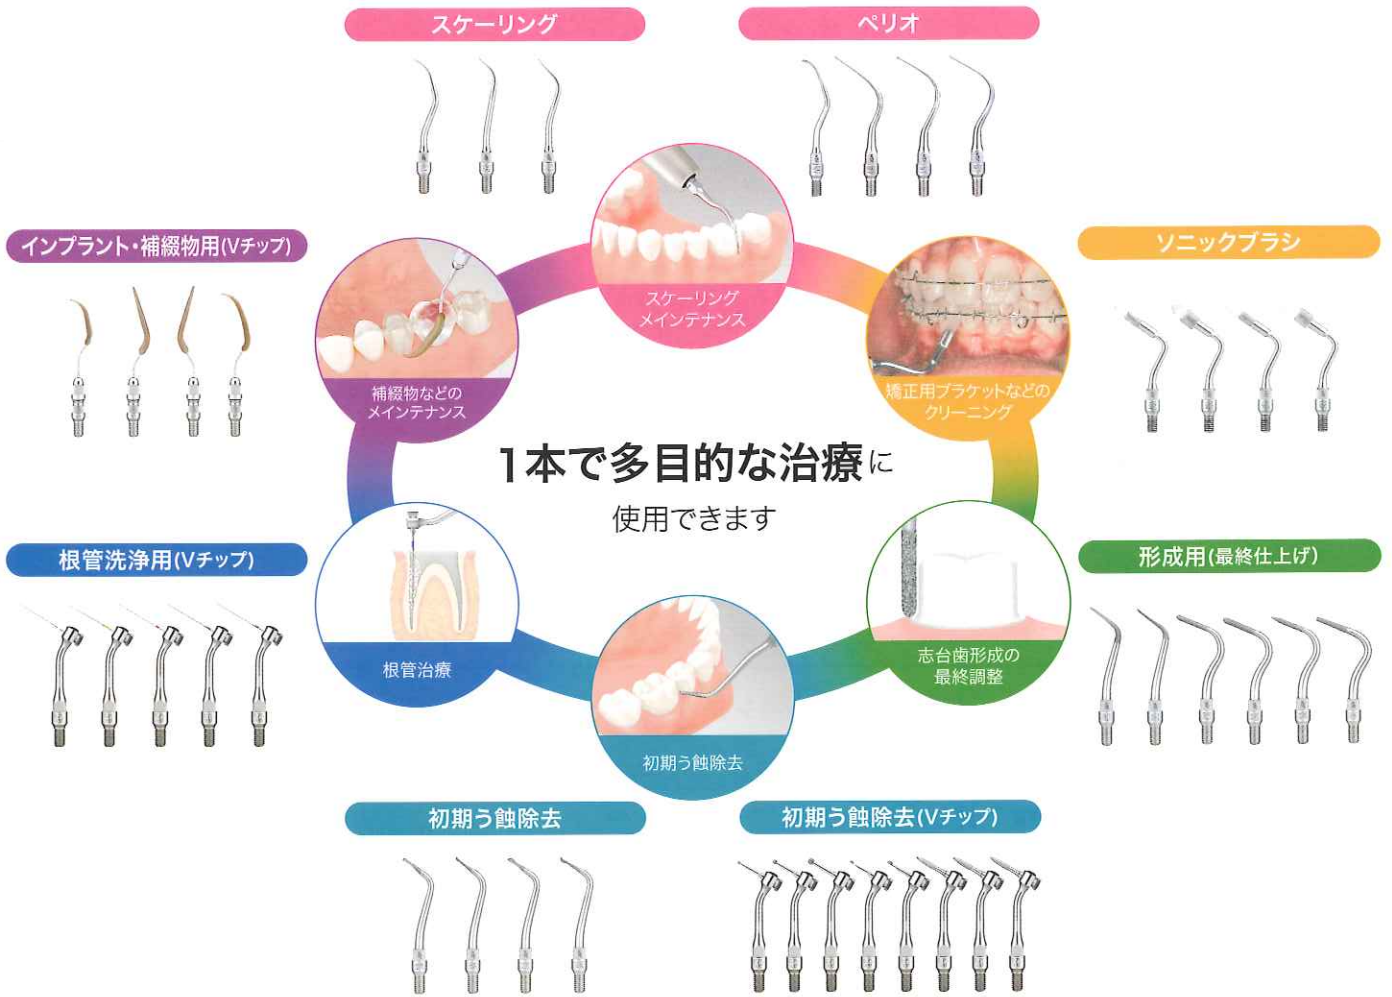 スケーリング
ペリオ
インプラント・補綴物用(Vチップ)
ソニックブラシ
スケーリング
メインテナンス
補綴物などの
メインテナンス
矯正用ブラケットなどの
クリーニング
1本で多目的な治療に
使用できます
根管洗浄用(Vチップ)
形成用(最終仕上げ)
根管治療
志台歯形成の
最終調整
初期う蝕除去
初期う蝕除去
初期う蝕除去(Vチップ)